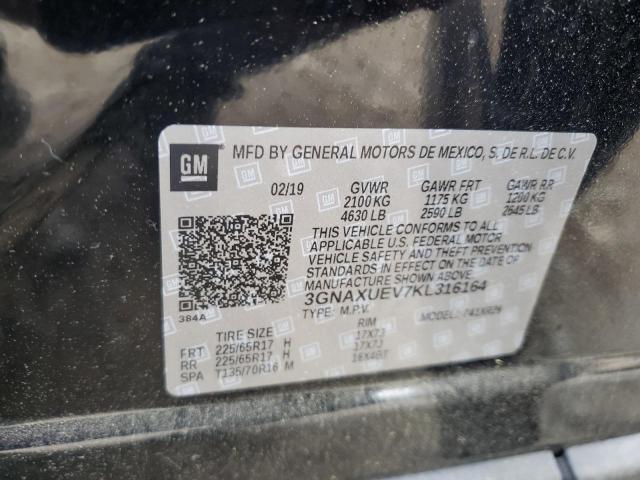 GM MFD BY GENERAL MOTORS DE MEXICO, S. DE R.L. DE C.V.
02/19 GVWR GAWR FRT GAWR RR
2100 KG 1175 KG 1200 KG
4630 LB 2590 LB 2645 LB
THIS VEHICLE CONFORMS TO ALL
APPLICABLE U.S. FEDERAL MOTOR
VEHICLE SAFETY AND THEFT PREVENTION
STANDARDS IN EFFECT ON THE DATE OF
MANUFACTURE SHOWN ABOVE.
384A 3GNAXUEV7KL316164
TYPE: M.P.V. MODEL:
TIRE SIZE RIM
FRT 225/65R17 H 17X7J
RR 225/65R17 H 17X7J
SPA T135/70R16 M 16X4BT